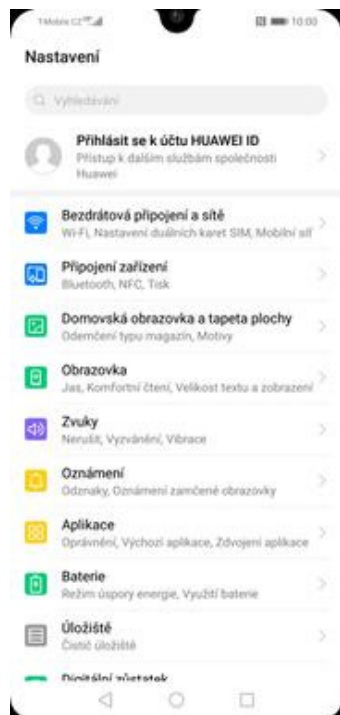 T-Mobile CZ 10:00
Nastavení
Vyhledávání
Přihlásit se k účtu HUAWEI ID
Přístup k dalším službám společnosti
Huawei
Bezdrátová připojení a sítě
Wi-Fi, Nastavení duálních karet SIM, Mobilní síť
Připojení zařízení
Bluetooth, NFC, Tisk
Domovská obrazovka a tapeta plochy
Odemčení typu magazín, Motivy
Obrazovka
Jas, Komfortní čtení, Velikost textu a zobrazení
Zvuky
Nerušit, Vyzvánění, Vibrace
Oznámení
Odznaky, Oznámení zamčené obrazovky
Aplikace
Oprávnění, Výchozí aplikace, Zdvojení aplikace
Baterie
Režim úspory energie, Využití baterie
Úložiště
Čistič úložiště
Digitální zůstatek